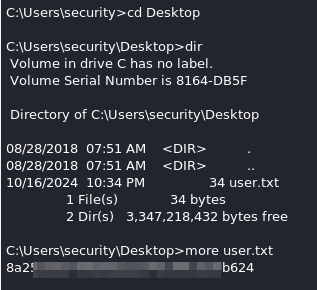 C:\Users\security>cd Desktop
C:\Users\security\Desktop>dir
Volume in drive C has no label.
Volume Serial Number is 8164-DB5F
Directory of C:\Users\security\Desktop
08/28/2018 07:51 AM <DIR> .
08/28/2018 07:51 AM <DIR> ..
10/16/2024 10:34 PM 34 user.txt
1 File(s) 34 bytes
2 Dir(s) 3,347,218,432 bytes free
C:\Users\security\Desktop>more user.txt